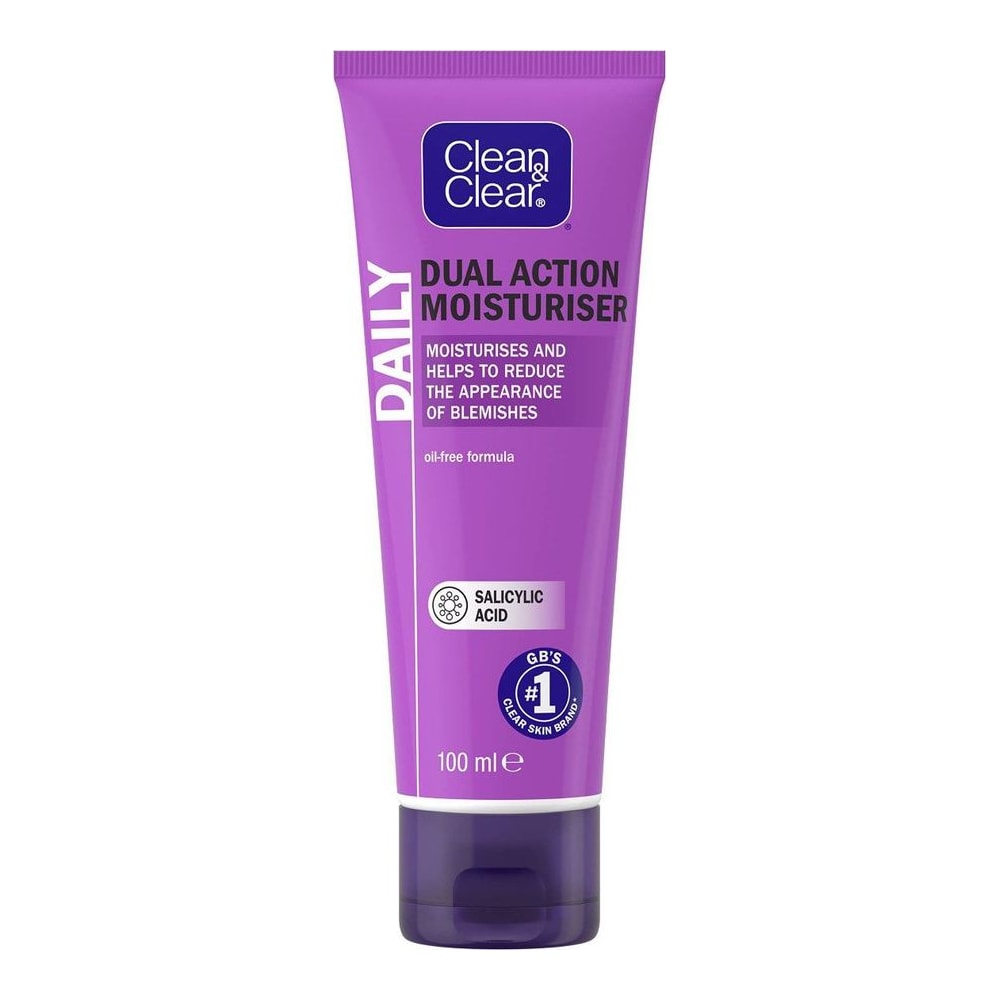 Clean &
Clear®
®
DAILY
DUAL ACTION
MOISTURISER
MOISTURISES AND
HELPS TO REDUCE
THE APPEARANCE
OF BLEMISHES
oil-free formula
SALICYLIC
ACID
GB'S
#1
CLEAR SKIN BRAND*
100 ml ℮